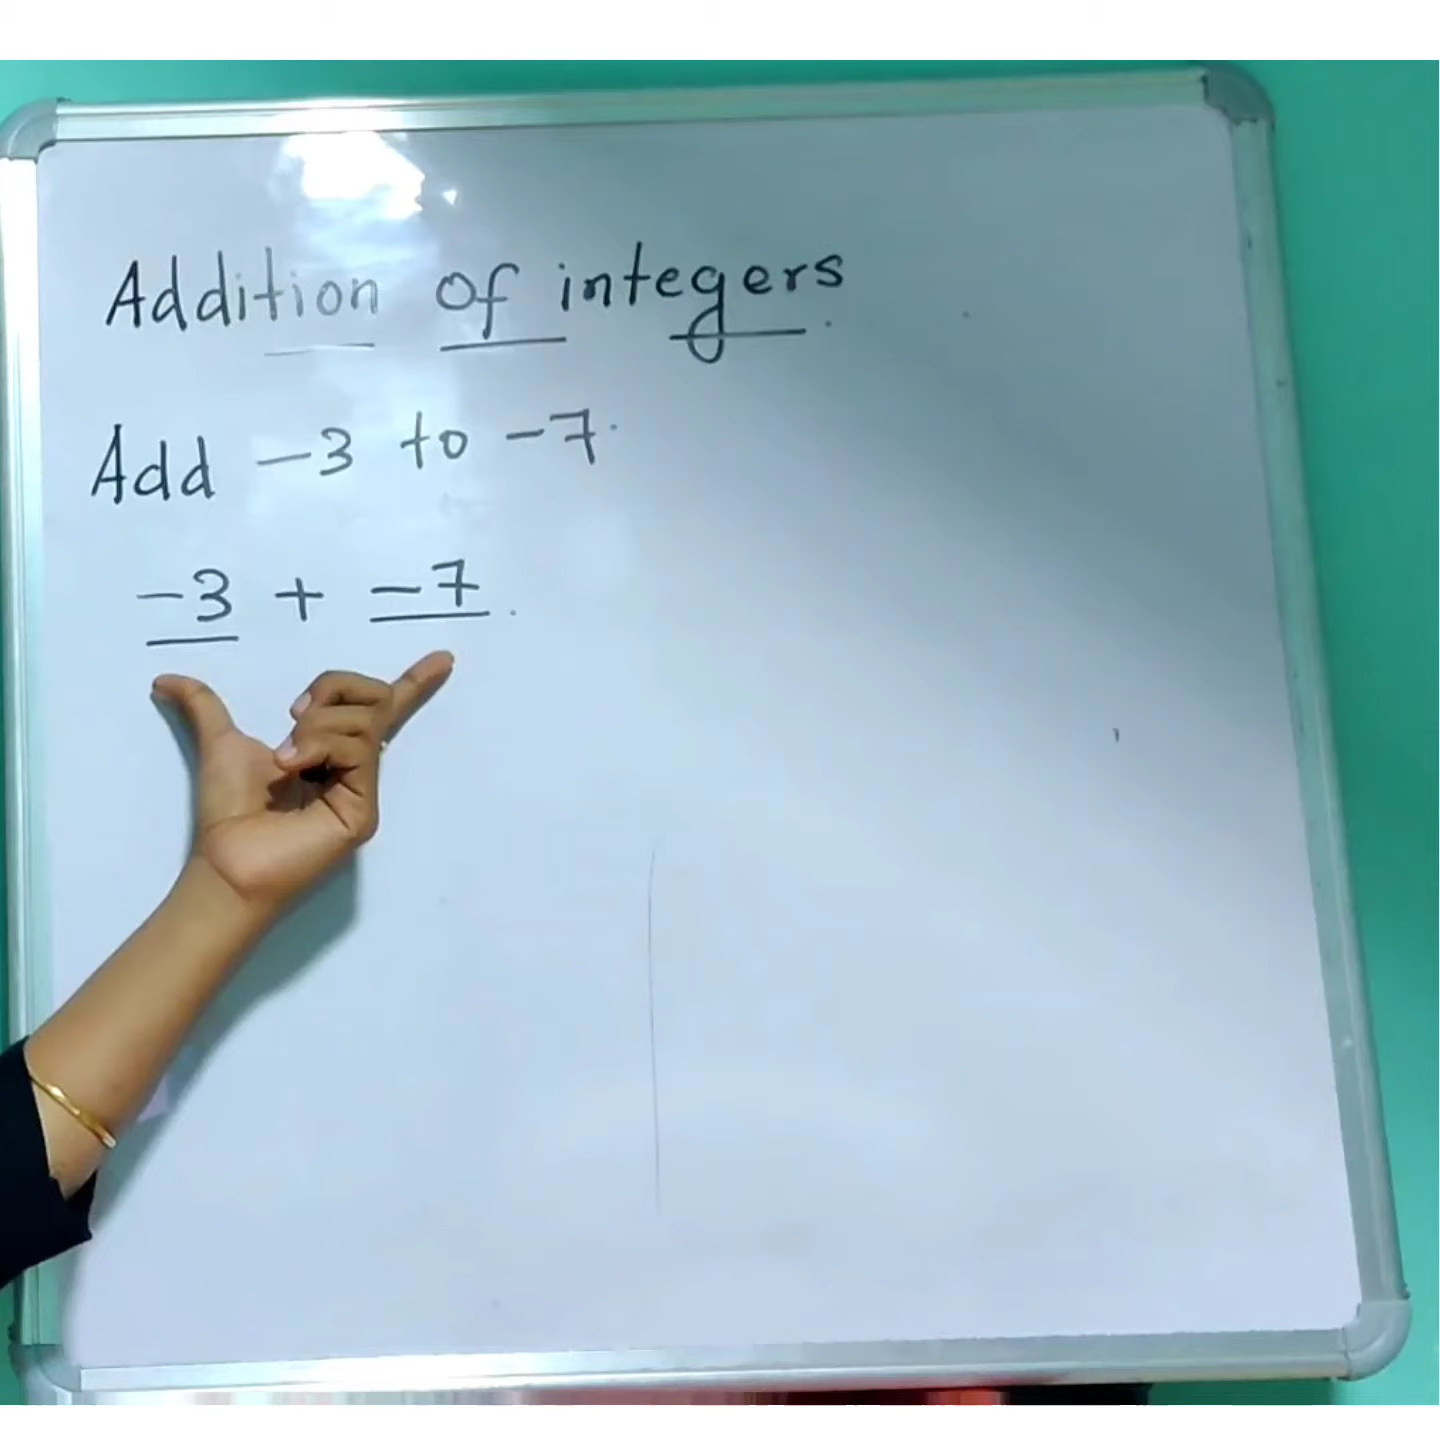 Addition of integers.
Add -3 to -7.
-3 + -7.